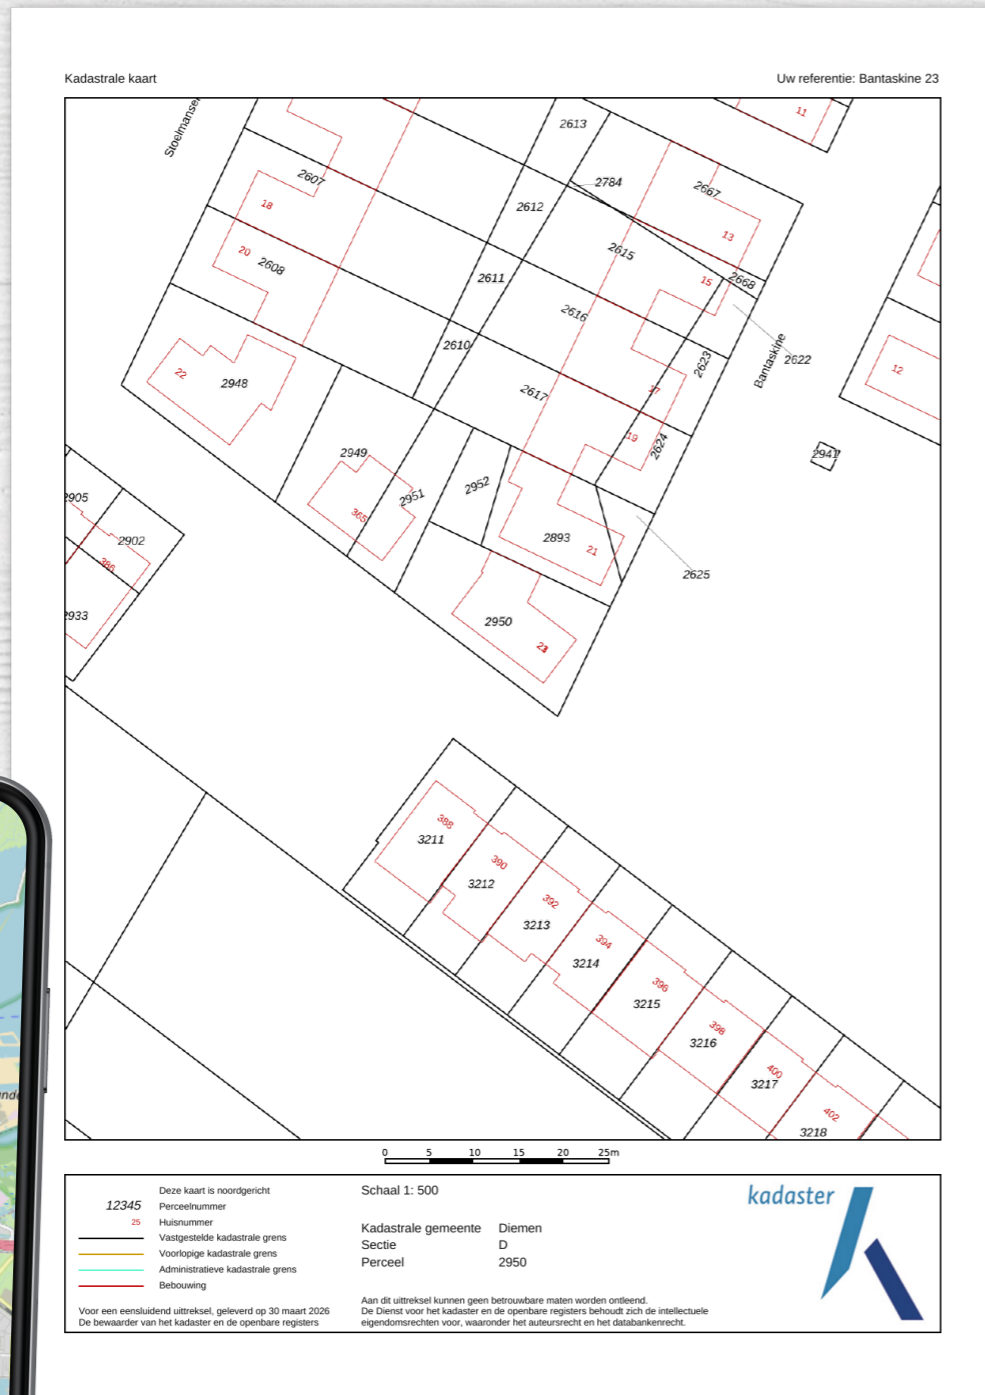 Kadastrale kaart
Uw referentie: Bantaskine 23
11
2613
2607
2784
2667
18
2612
13
20
2608
2615
2611
15
2668
2616
2610
2623
Bantaskine
2622
22
2948
2617
17
12
2949
19
2624
2941
2951
2952
2905
365
2902
2893
21
386
2625
2933
2950
23
388
3211
390
3212
392
3213
394
3214
396
3215
398
3216
400
3217
402
3218
0 5 10 15 20 25m
Deze kaart is noordgericht
12345 Perceelnummer
25 Huisnummer
Vastgestelde kadastrale grens
Voorlopige kadastrale grens
Administratieve kadastrale grens
Bebouwing
Voor een eensluidend uittreksel, geleverd op 30 maart 2026
De bewaarder van het kadaster en de openbare registers
Schaal 1: 500
Kadastrale gemeente Diemen
Sectie D
Perceel 2950
Aan dit uittreksel kunnen geen betrouwbare maten worden ontleend.
De Dienst voor het kadaster en de openbare registers behoudt zich de intellectuele
eigendomsrechten voor, waaronder het auteursrecht en het databankenrecht.
kadaster